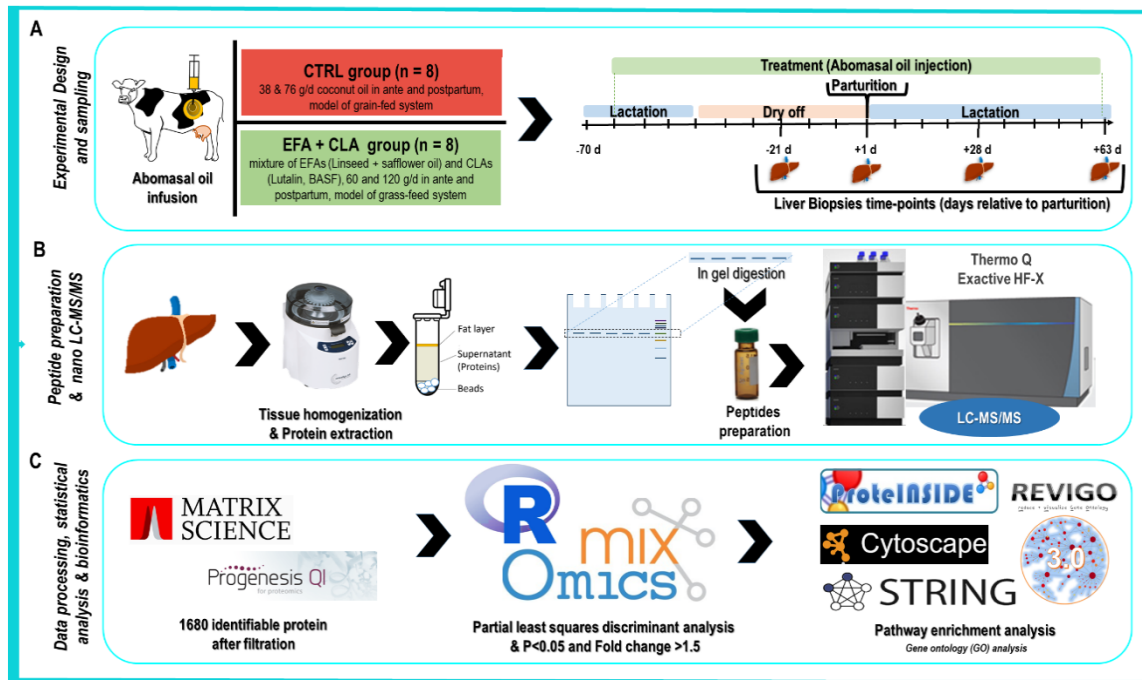 A
Experimental Design
and sampling
Abomasal oil
infusion
CTRL group (n = 8)
38 & 76 g/d coconut oil in ante and postpartum,
model of grain-fed system
EFA + CLA group (n = 8)
mixture of EFAs (Linseed + safflower oil) and CLAs
(Lutalin, BASF), 60 and 120 g/d in ante and
postpartum, model of grass-feed system
Treatment (Abomasal oil injection)
Parturition
Lactation
Dry off
Lactation
-70 d
-21 d
+1 d
+28 d
+63 d
Liver Biopsies time-points (days relative to parturition)
B
Peptide preparation
& nano LC-MS/MS
Tissue homogenization
& Protein extraction
Fat layer
Supernatant
(Proteins)
Beads
In gel digestion
Peptides
preparation
Thermo Q
Exactive HF-X
LC-MS/MS
C
Data processing, statistical
analysis & bioinformatics
MATRIX
SCIENCE
Progenesis QI
for proteomics
1680 identifiable protein
after filtration
R
mix
Omics
Partial least squares discriminant analysis
& P<0.05 and Fold change >1.5
ProteINSIDE
REVIGO
reduce + visualize Gene Ontology
Cytoscape
3.0
STRING
Pathway enrichment analysis
Gene ontology (GO) analysis